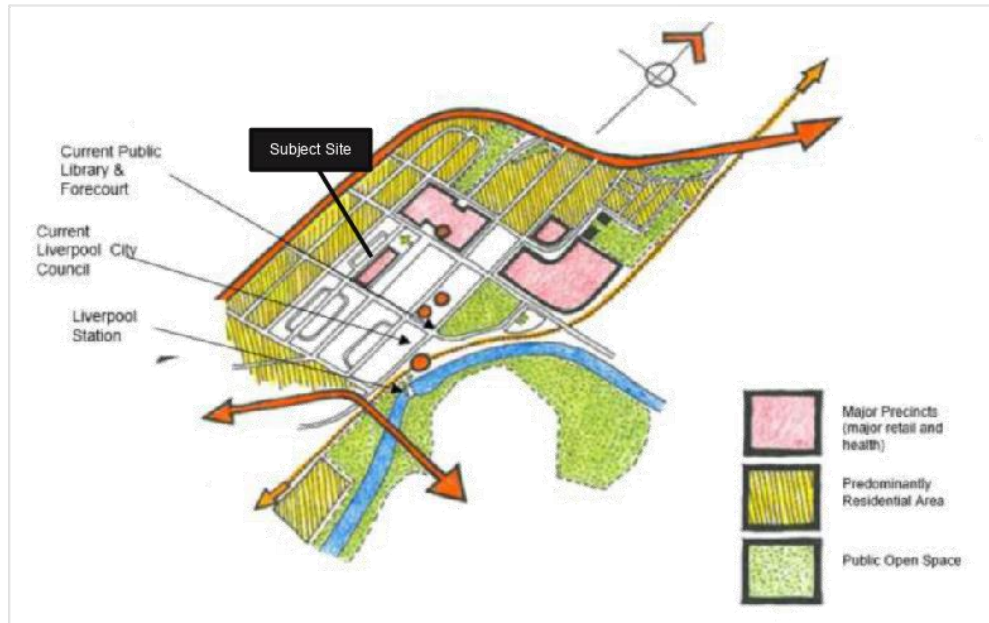 Subject Site
Current Public
Library &
Forecourt
Current
Liverpool City
Council
Liverpool
Station
Major Precincts
(major retail and
health)
Predominantly
Residential Area
Public Open Space